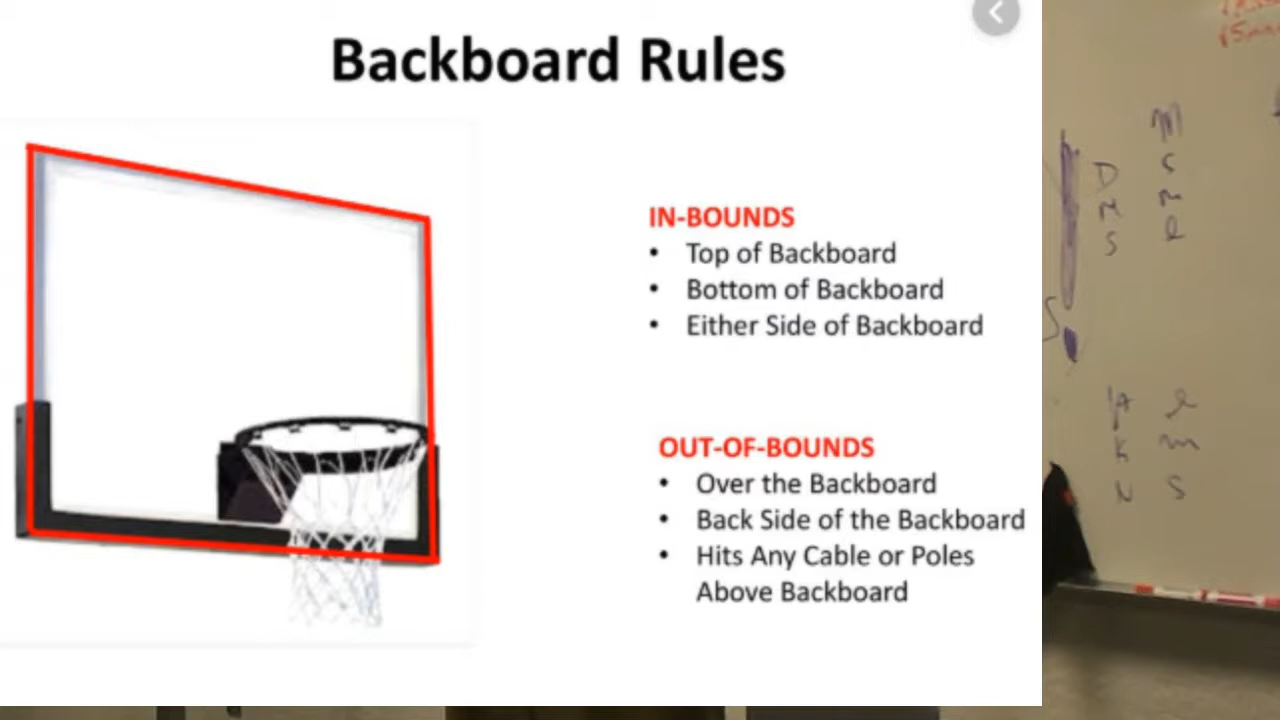 Backboard Rules
IN-BOUNDS
• Top of Backboard
• Bottom of Backboard
• Either Side of Backboard
OUT-OF-BOUNDS
• Over the Backboard
• Back Side of the Backboard
• Hits Any Cable or Poles
Above Backboard